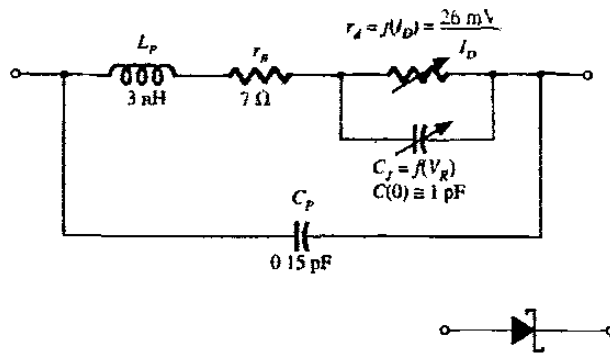 L_P
3 nH
r_B
7 Ω
r_d = f(I_D) = 26 mV
I_D
C_J = f(V_R)
C(0) ≅ 1 pF
C_P
0 15 pF